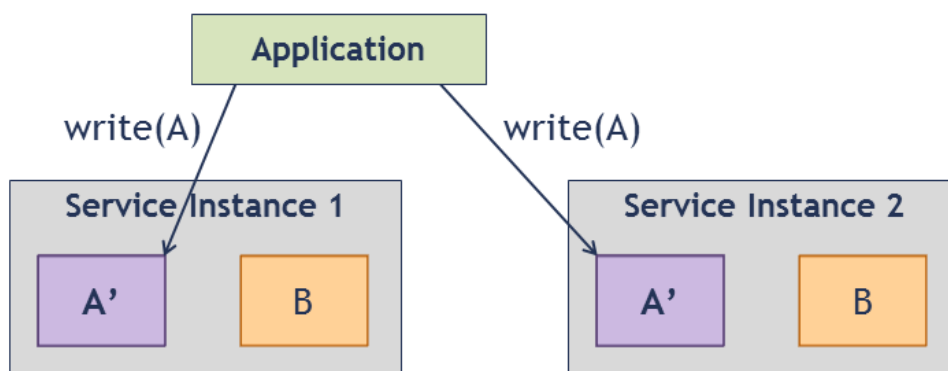 Application
write(A)
write(A)
Service Instance 1
Service Instance 2
A’
B
A’
B